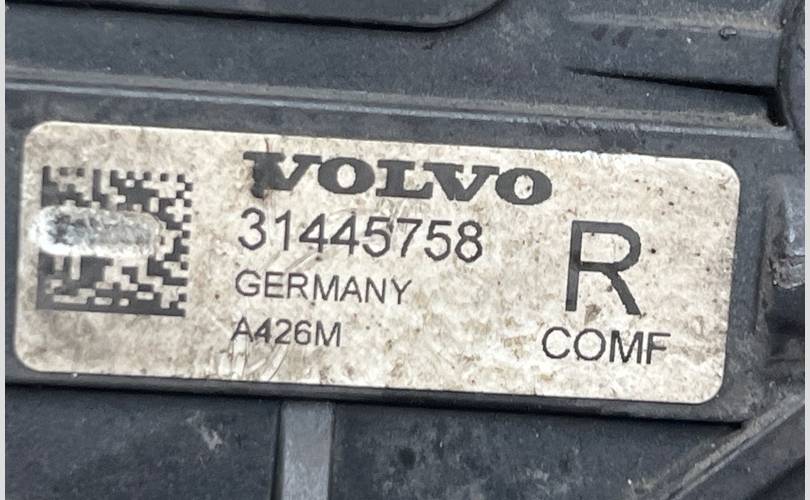 VOLVO
31445758
GERMANY
A426M
R
COMF